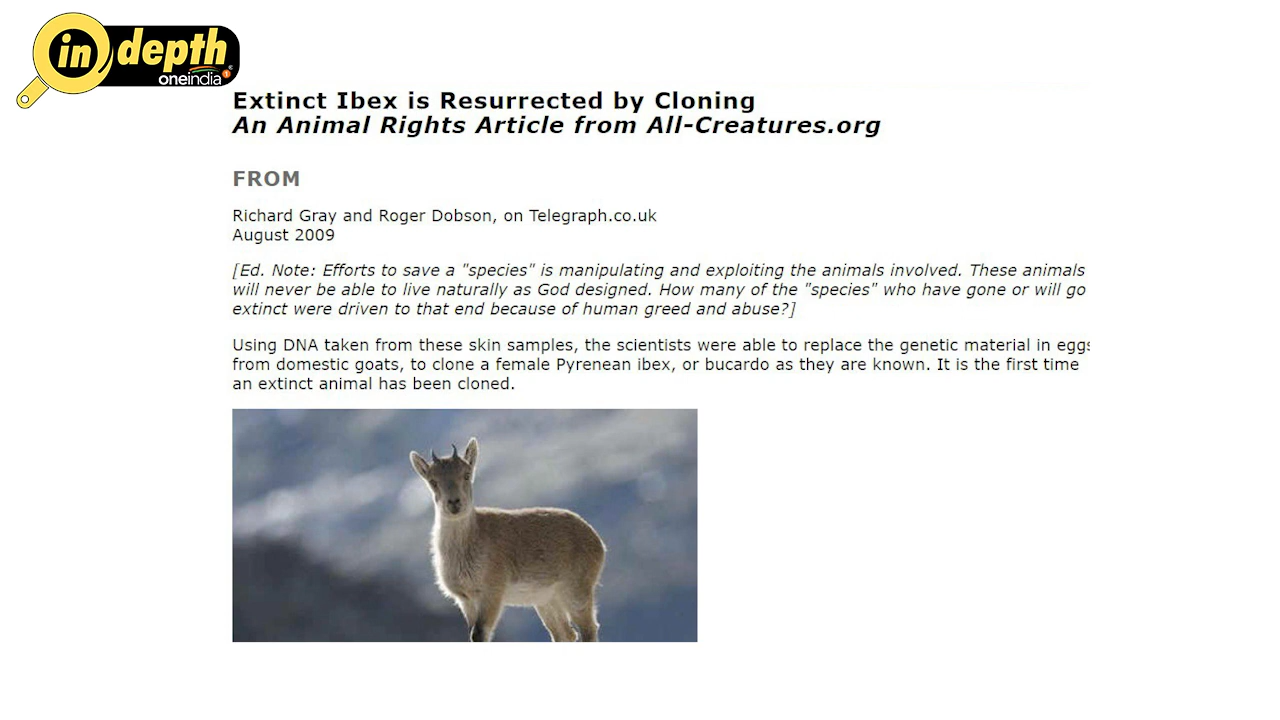 in depth
oneindia
Extinct Ibex is Resurrected by Cloning
An Animal Rights Article from All-Creatures.org
FROM
Richard Gray and Roger Dobson, on Telegraph.co.uk
August 2009
[Ed. Note: Efforts to save a "species" is manipulating and exploiting the animals involved. These animals
will never be able to live naturally as God designed. How many of the "species" who have gone or will go
extinct were driven to that end because of human greed and abuse?]
Using DNA taken from these skin samples, the scientists were able to replace the genetic material in eggs
from domestic goats, to clone a female Pyrenean ibex, or bucardo as they are known. It is the first time
an extinct animal has been cloned.